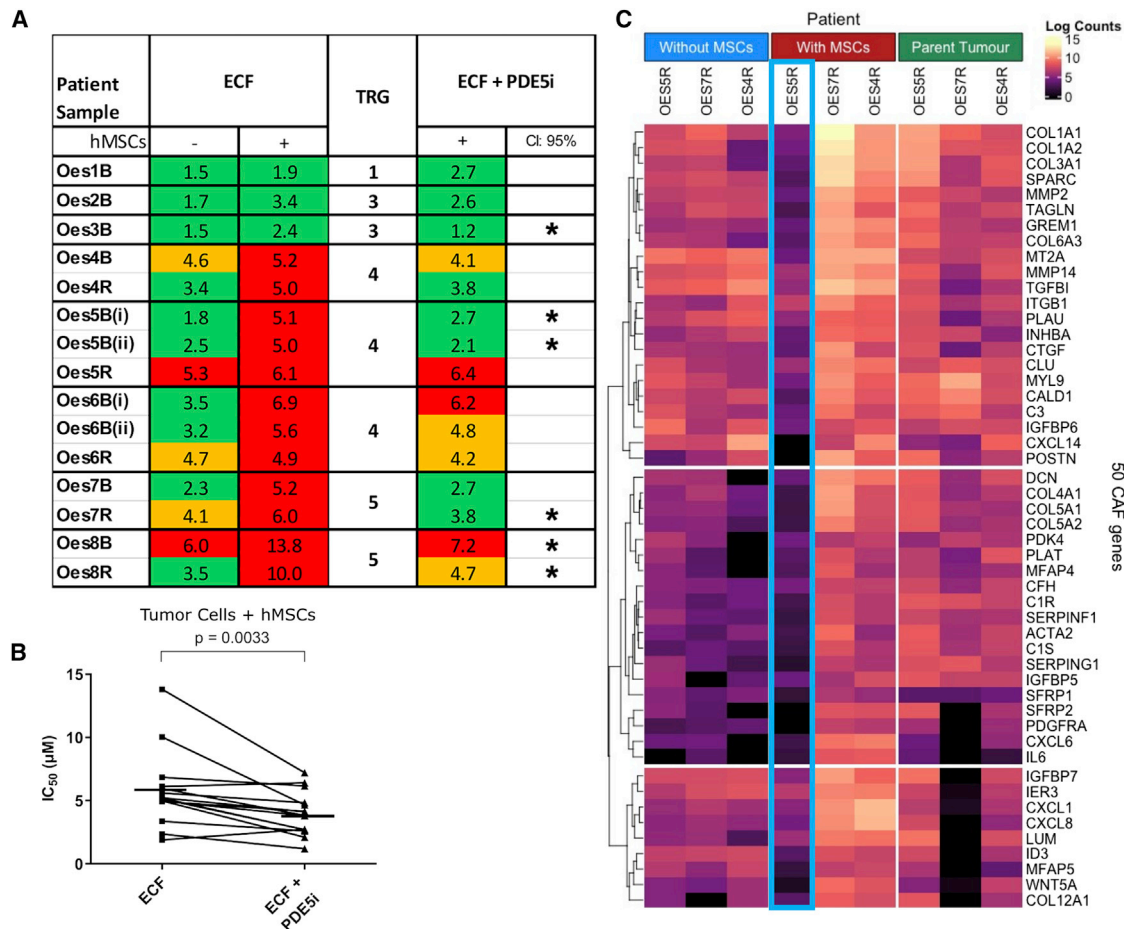 A
Patient Sample
ECF
TRG
ECF + PDE5i
hMSCs
-
+
+
CI: 95%
Oes1B 1.5 1.9 1 2.7
Oes2B 1.7 3.4 3 2.6
Oes3B 1.5 2.4 3 1.2 *
Oes4B 4.6 5.2 4 4.1
Oes4R 3.4 5.0 3.8
Oes5B(i) 1.8 5.1 4 2.7 *
Oes5B(ii) 2.5 5.0 2.1 *
Oes5R 5.3 6.1 6.4
Oes6B(i) 3.5 6.9 4 6.2
Oes6B(ii) 3.2 5.6 4.8
Oes6R 4.7 4.9 4.2
Oes7B 2.3 5.2 5 2.7
Oes7R 4.1 6.0 3.8 *
Oes8B 6.0 13.8 5 7.2 *
Oes8R 3.5 10.0 4.7 *
B
Tumor Cells + hMSCs
p = 0.0033
IC50 (µM)
15
10
5
0
ECF
ECF +
PDE5i
C
Patient
Without MSCs
With MSCs
Parent Tumour
Log Counts
15
10
5
0
OES5R
OES7R
OES4R
OES5R
OES7R
OES4R
OES5R
OES7R
OES4R
COL1A1
COL1A2
COL3A1
SPARC
MMP2
TAGLN
GREM1
COL6A3
MT2A
MMP14
TGFBI
ITGB1
PLAU
INHBA
CTGF
CLU
MYL9
CALD1
C3
IGFBP6
CXCL14
POSTN
DCN
COL4A1
COL5A1
COL5A2
PDK4
PLAT
MFAP4
CFH
C1R
SERPINF1
ACTA2
C1S
SERPING1
IGFBP5
SFRP1
SFRP2
PDGFRA
CXCL6
IL6
IGFBP7
IER3
CXCL1
CXCL8
LUM
ID3
MFAP5
WNT5A
COL12A1
50 CAF genes